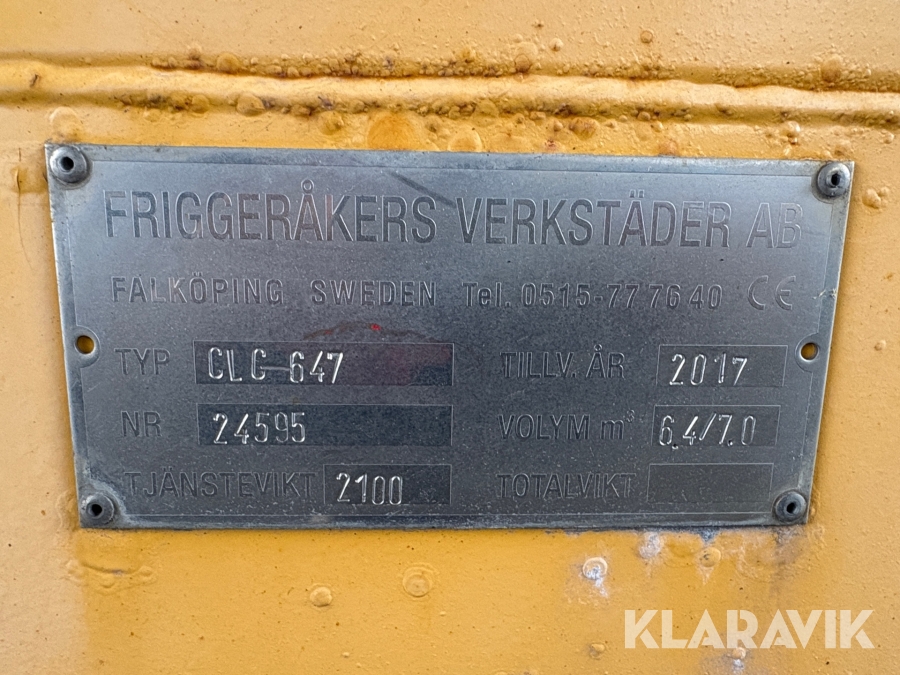 FRIGGERÅKERS VERKSTÄDER AB
FALKÖPING SWEDEN Tel. 0515-77 76 40 CE
TYP CLC 647 TILLV. ÅR 2017
NR 24595 VOLYM m³ 6.4/7.0
TJÄNSTEVIKT 2100 TOTALVIKT
KLARAVIK